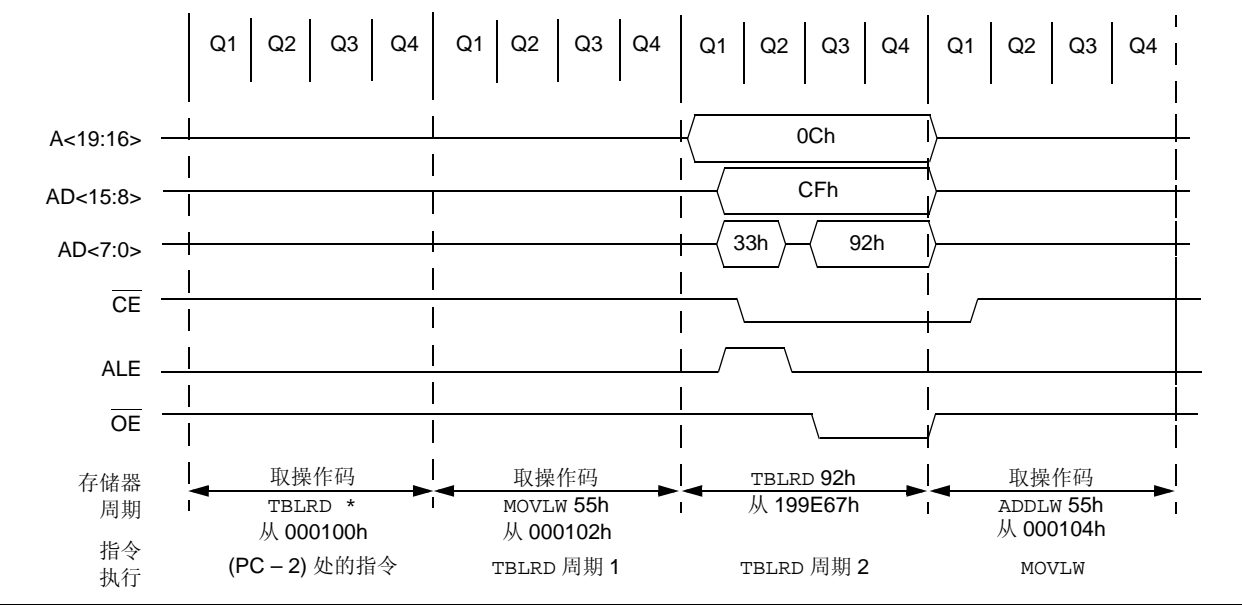 Q1 Q2 Q3 Q4 Q1 Q2 Q3 Q4 Q1 Q2 Q3 Q4 Q1 Q2 Q3 Q4
A<19:16> 0Ch
AD<15:8> CFh
AD<7:0> 33h 92h
CE
ALE
OE
存储器
周期
取操作码
TBLRD *
从 000100h
取操作码
MOVLW 55h
从 000102h
TBLRD 92h
从 199E67h
取操作码
ADDLW 55h
从 000104h
指令
执行
(PC – 2) 处的指令
TBLRD 周期 1
TBLRD 周期 2
MOVLW